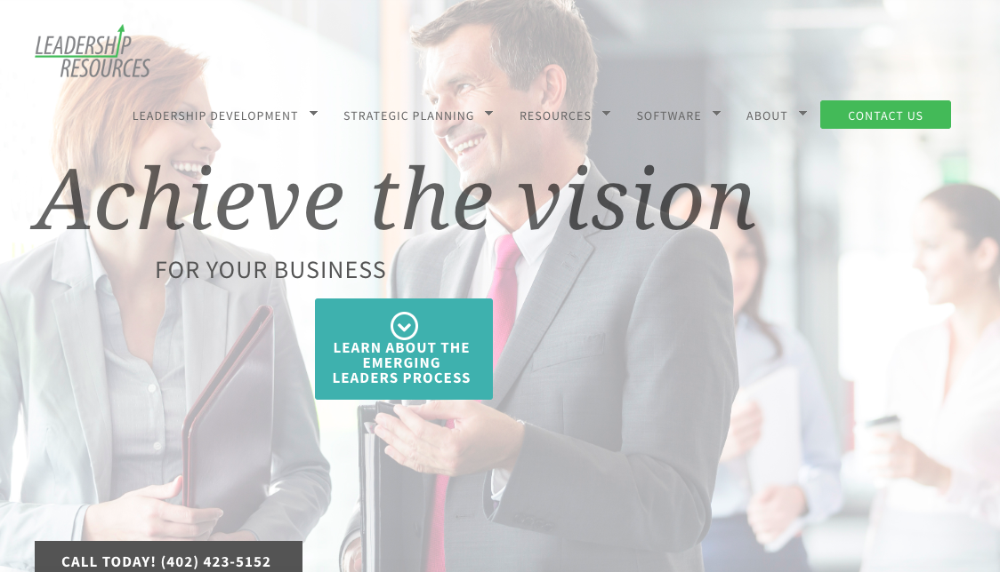 LEADERSHIP
RESOURCES
LEADERSHIP DEVELOPMENT STRATEGIC PLANNING RESOURCES SOFTWARE ABOUT CONTACT US
Achieve the vision
FOR YOUR BUSINESS
LEARN ABOUT THE
EMERGING
LEADERS PROCESS
CALL TODAY! (402) 423-5152